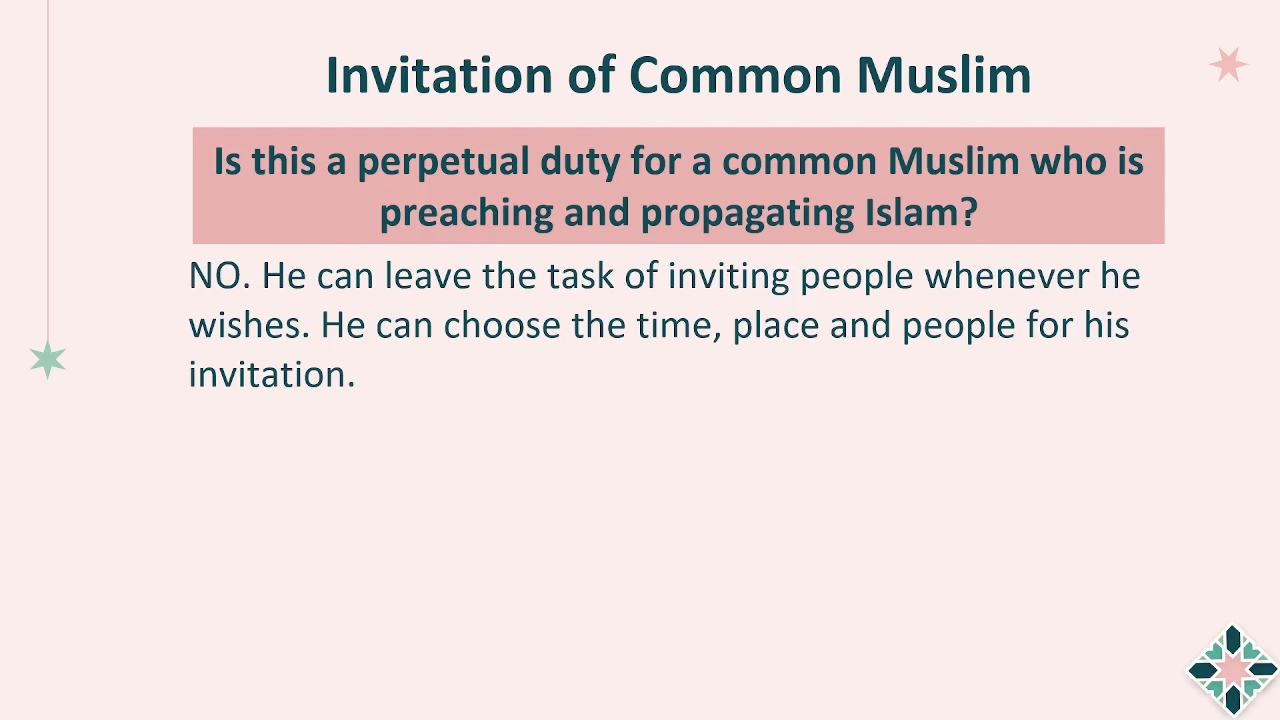 Invitation of Common Muslim
Is this a perpetual duty for a common Muslim who is
preaching and propagating Islam?
NO. He can leave the task of inviting people whenever he
wishes. He can choose the time, place and people for his
invitation.